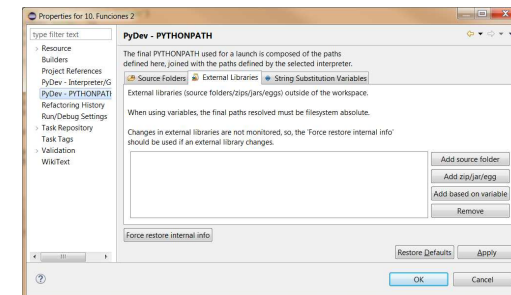 Properties for 10. Funciones 2
type filter text
Resource
Builders
Project References
PyDev - Interpreter/G
PyDev - PYTHONPATH
Refactoring History
Run/Debug Settings
Task Repository
Task Tags
Validation
WikiText
PyDev - PYTHONPATH
The final PYTHONPATH used for a launch is composed of the paths
defined here, joined with the paths defined by the selected interpreter.
Source Folders External Libraries String Substitution Variables
External libraries (source folders/zips/jars/eggs) outside of the workspace.
When using variables, the final paths resolved must be filesystem absolute.
Changes in external libraries are not monitored, so, the 'Force restore internal info'
should be used if an external library changes.
Add source folder
Add zip/jar/egg
Add based on variable
Remove
Force restore internal info
Restore Defaults Apply
OK Cancel